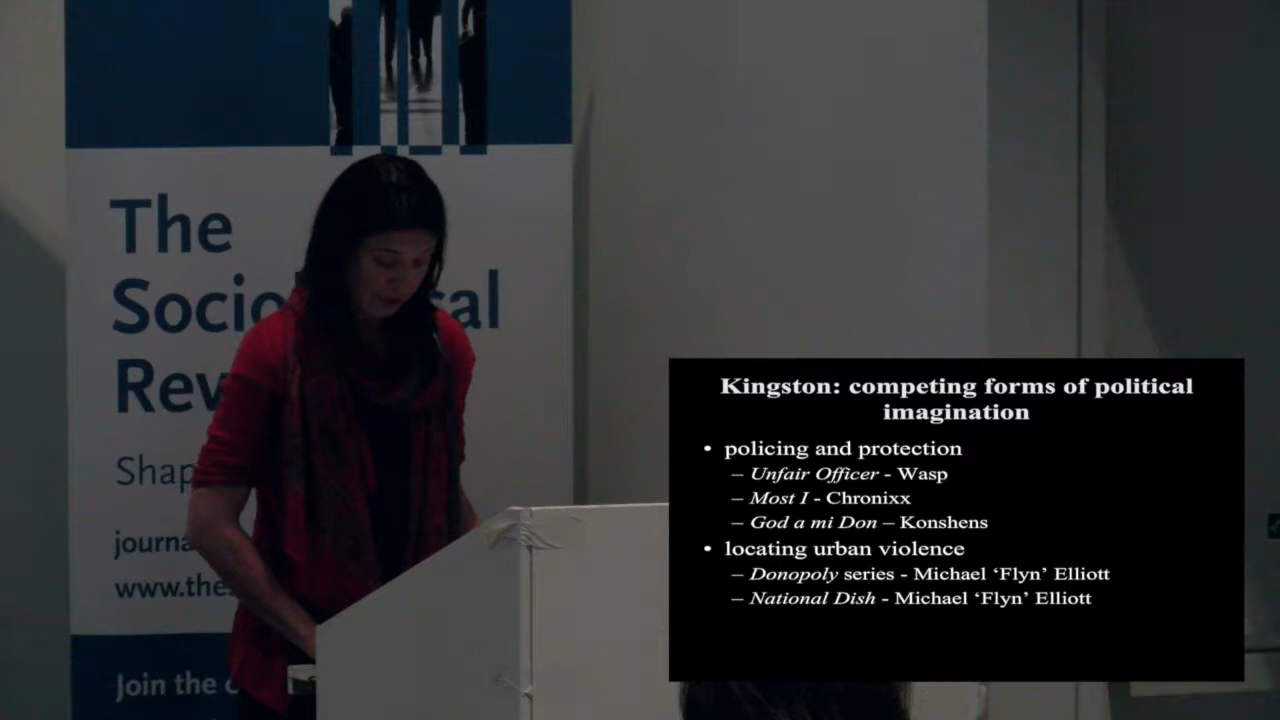 The
Socio sal
Rev
Shap
journa
www.the
Join the c
Kingston: competing forms of political
imagination
• policing and protection
– Unfair Officer - Wasp
– Most I - Chronixx
– God a mi Don – Konshens
• locating urban violence
– Donopoly series - Michael ‘Flyn’ Elliott
– National Dish - Michael ‘Flyn’ Elliott